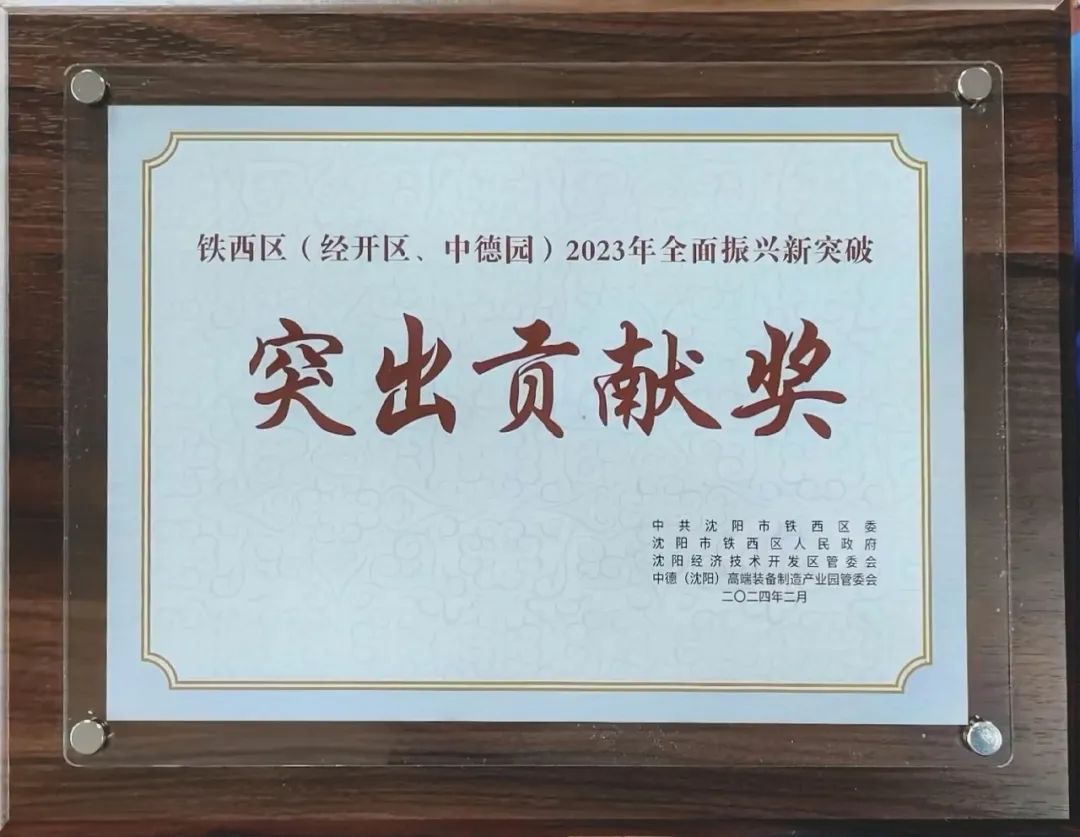 铁西区（经开区、中德园）2023年全面振兴新突破
突出贡献奖
中共沈阳市铁西区委
沈阳市铁西区人民政府
沈阳经济技术开发区管委会
中德（沈阳）高端装备制造产业园管委会
二〇二四年二月